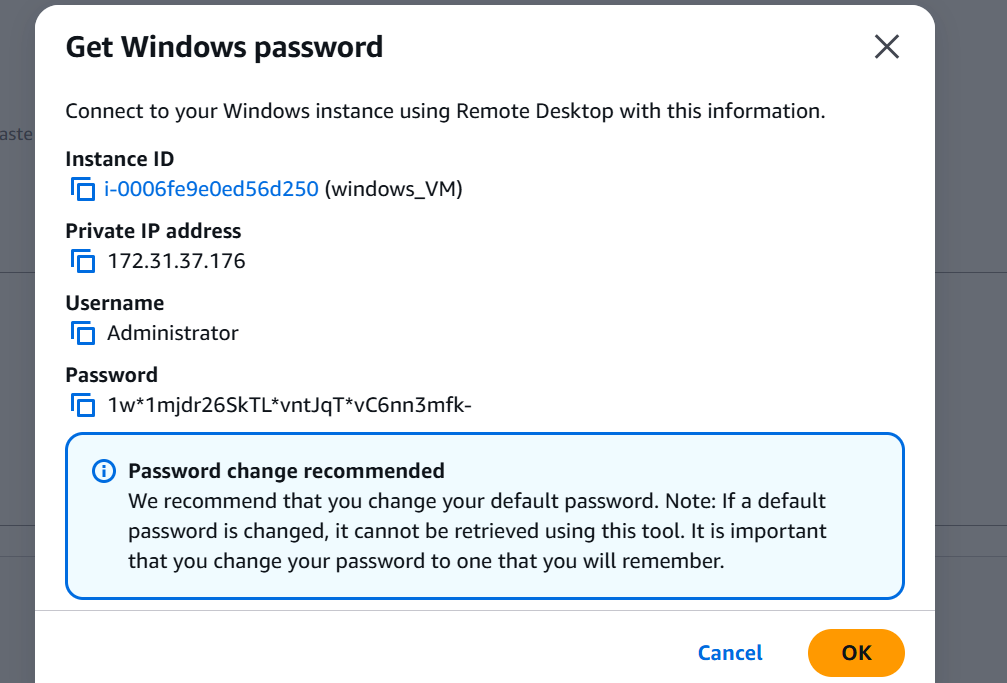 Get Windows password
Connect to your Windows instance using Remote Desktop with this information.
aste
Instance ID
i-0006fe9e0ed56d250 (windows_VM)
Private IP address
172.31.37.176
Username
Administrator
Password
1w*1mjdr26SkTL*vntJqT*vC6nn3mfk-
Password change recommended
We recommend that you change your default password. Note: If a default
password is changed, it cannot be retrieved using this tool. It is important
that you change your password to one that you will remember.
Cancel
OK